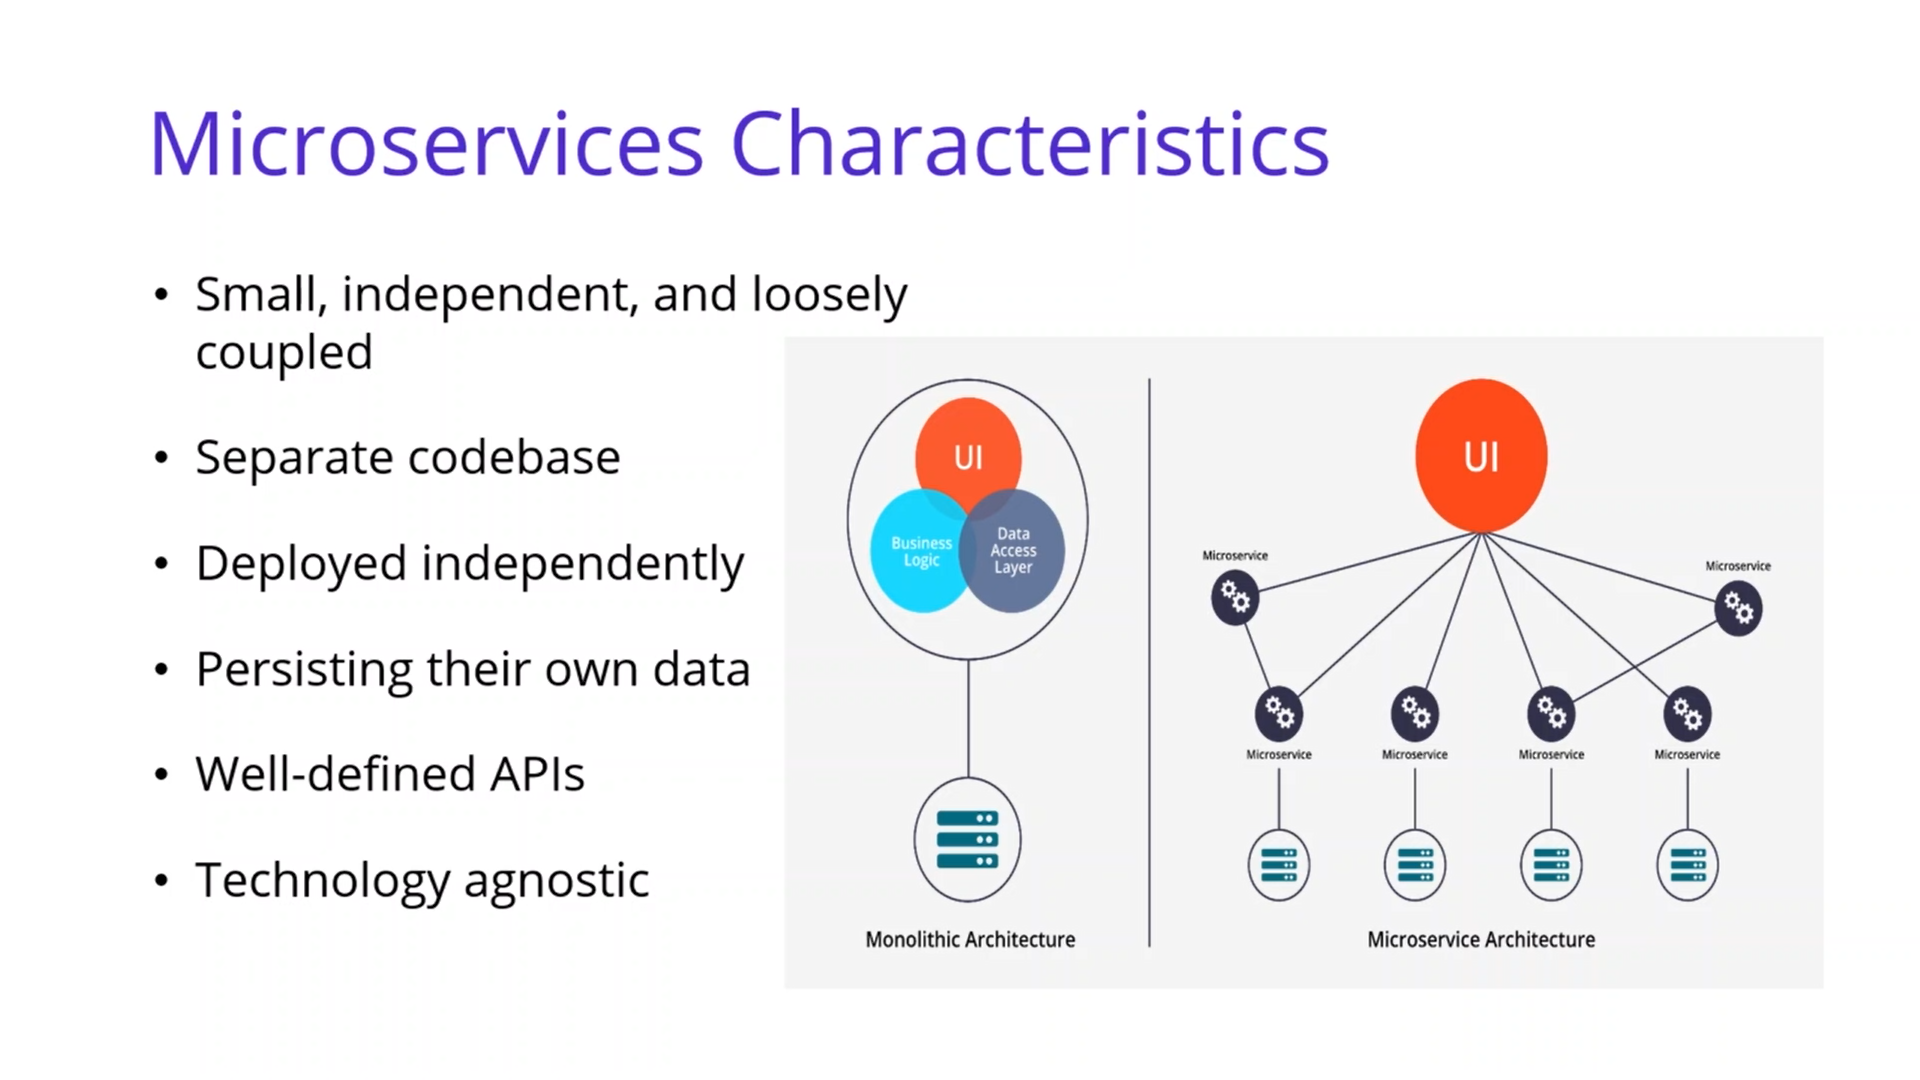 Microservices Characteristics
• Small, independent, and loosely
coupled
• Separate codebase
• Deployed independently
• Persisting their own data
• Well-defined APIs
• Technology agnostic
UI
Business
Logic
Data
Access
Layer
Monolithic Architecture
UI
Microservice
Microservice
Microservice
Microservice
Microservice
Microservice
Microservice Architecture